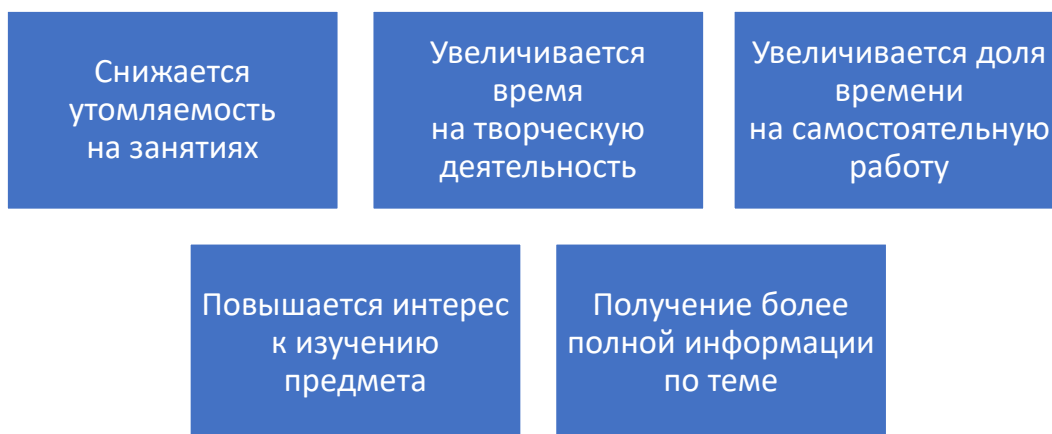 Снижается
утомляемость
на занятиях
Увеличивается
время
на творческую
деятельность
Увеличивается доля
времени
на самостоятельную
работу
Повышается интерес
к изучению
предмета
Получение более
полной информации
по теме